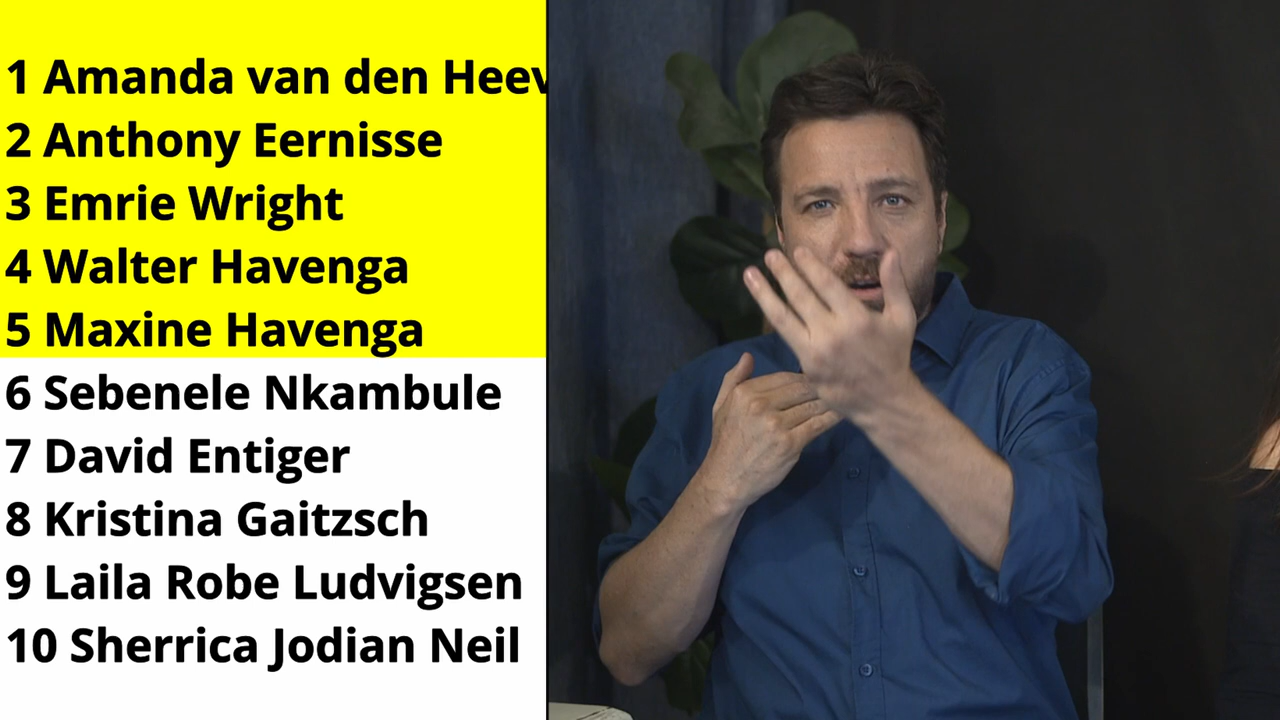 1 Amanda van den Heev
2 Anthony Eernisse
3 Emrie Wright
4 Walter Havenga
5 Maxine Havenga
6 Sebenele Nkambule
7 David Entiger
8 Kristina Gaitzsch
9 Laila Robe Ludvigsen
10 Sherrica Jodian Neil